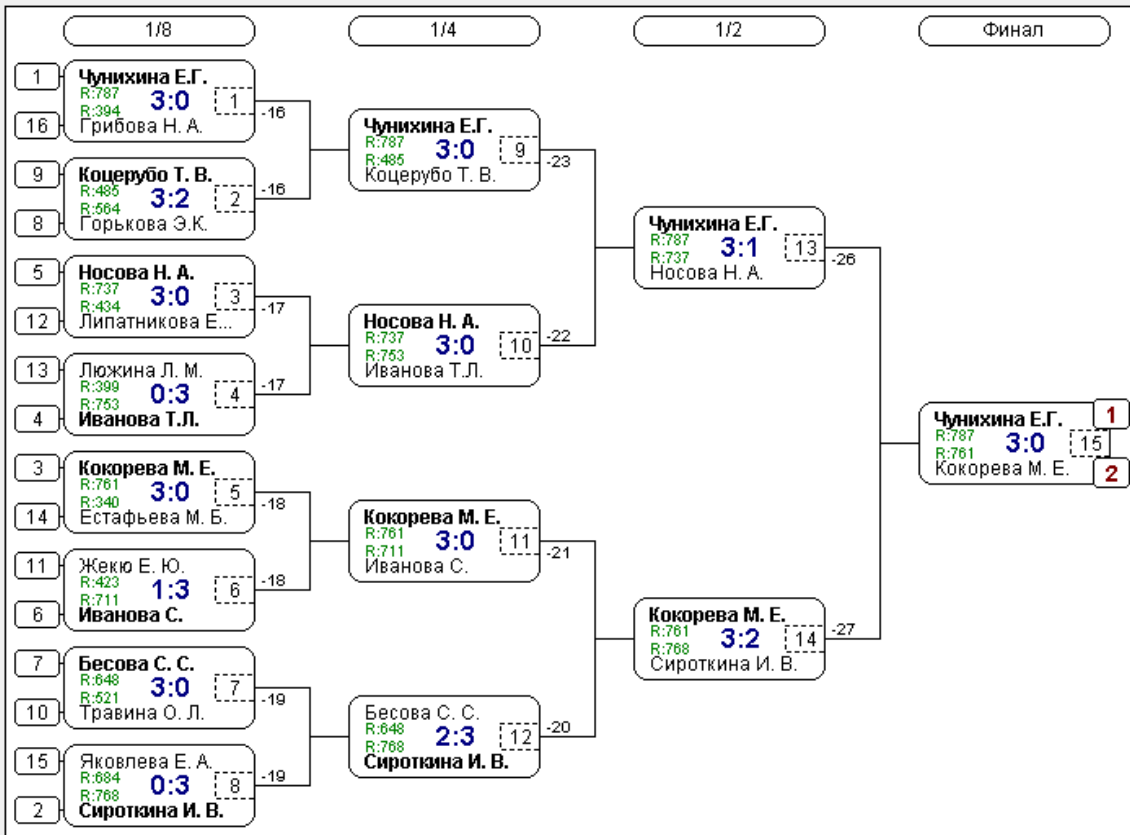 1/8
1/4
1/2
Финал
1
Чунихина Е.Г.
R:787
3:0
1
R:394
16
Грибова Н. А.
-16
9
Коцерубо Т. В.
R:485
3:2
2
R:564
8
Горькова Э.К.
-16
5
Носова Н. А.
R:737
3:0
3
R:434
12
Липатникова Е...
-17
13
Люжина Л. М.
R:399
0:3
4
R:753
4
Иванова Т.Л.
-17
3
Кокорева М. Е.
R:761
3:0
5
R:340
14
Естафьева М. Б.
-18
11
Жекю Е. Ю.
R:423
1:3
6
R:711
6
Иванова С.
-18
7
Бесова С. С.
R:648
3:0
7
R:521
10
Травина О. Л.
-19
15
Яковлева Е. А.
R:684
0:3
8
R:768
2
Сироткина И. В.
-19
Чунихина Е.Г.
R:787
3:0
9
R:485
Коцерубо Т. В.
-23
Носова Н. А.
R:737
3:0
10
R:753
Иванова Т.Л.
-22
Кокорева М. Е.
R:761
3:0
11
R:711
Иванова С.
-21
Бесова С. С.
R:648
2:3
12
R:768
Сироткина И. В.
-20
Чунихина Е.Г.
R:787
3:1
13
R:737
Носова Н. А.
-26
Кокорева М. Е.
R:761
3:2
14
R:768
Сироткина И. В.
-27
Чунихина Е.Г.
1
R:787
3:0
15
R:761
Кокорева М. Е.
2